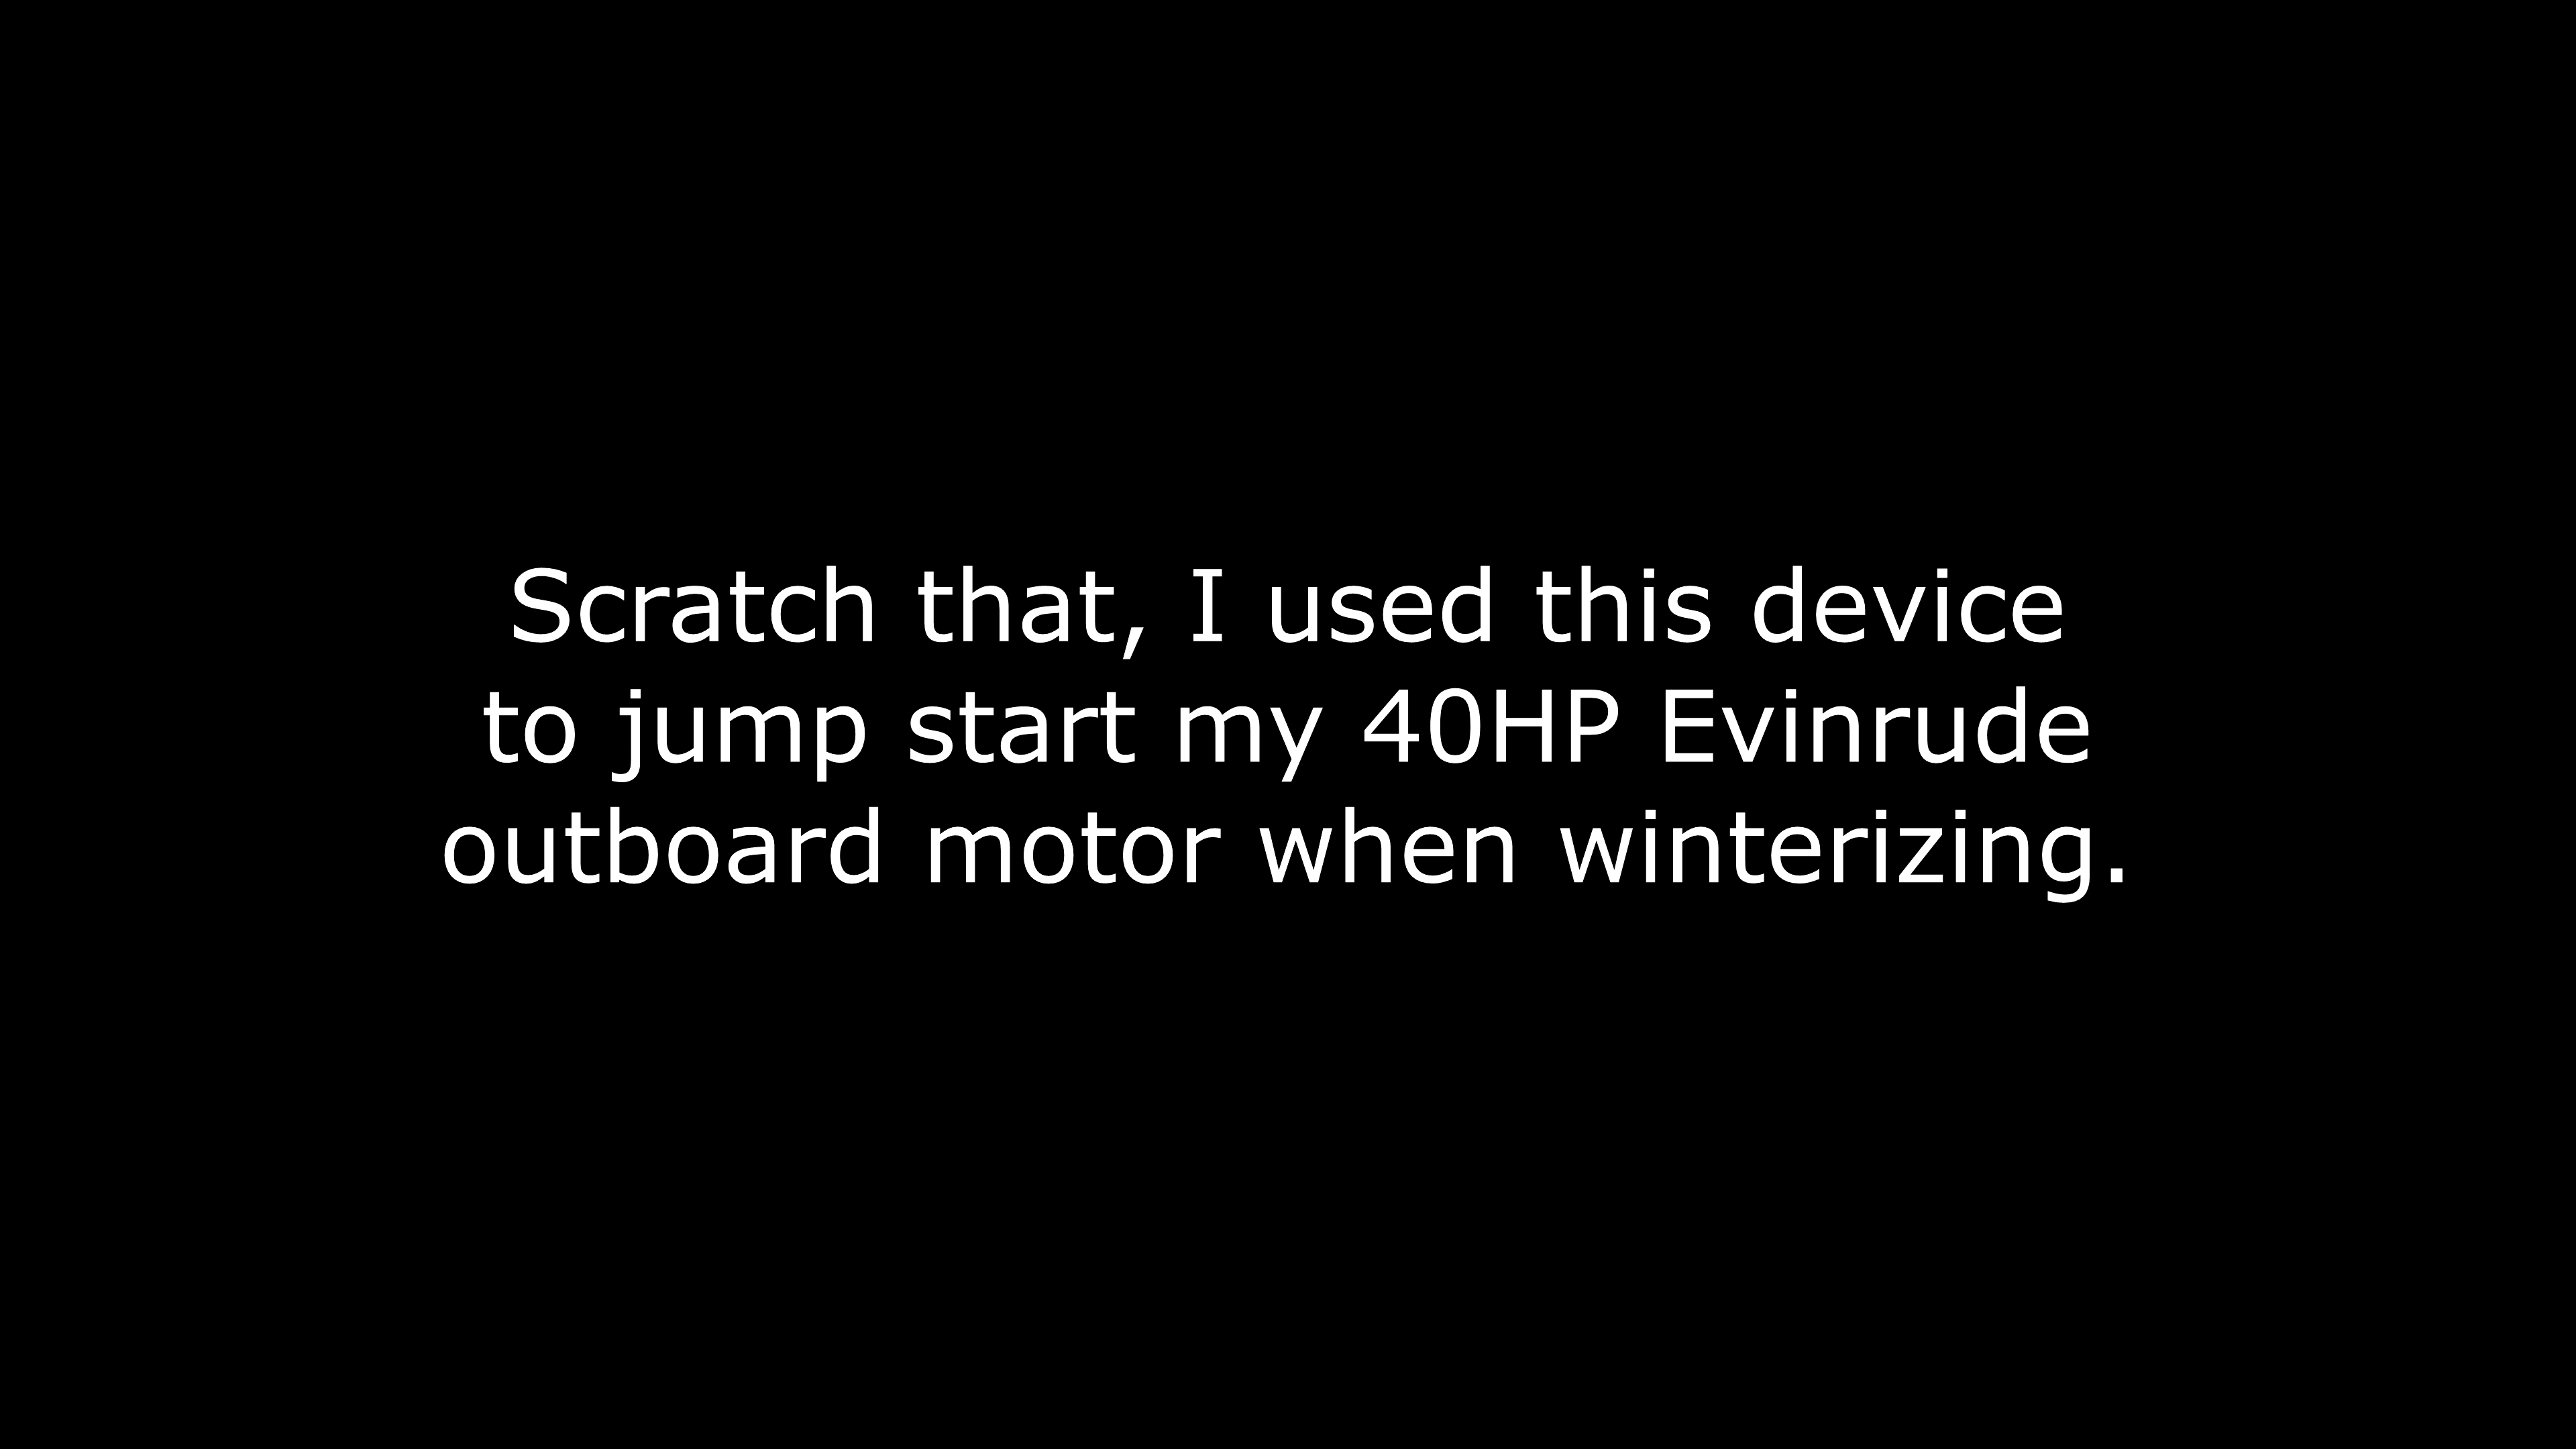 Scratch that, I used this device
to jump start my 40HP Evinrude
outboard motor when winterizing.